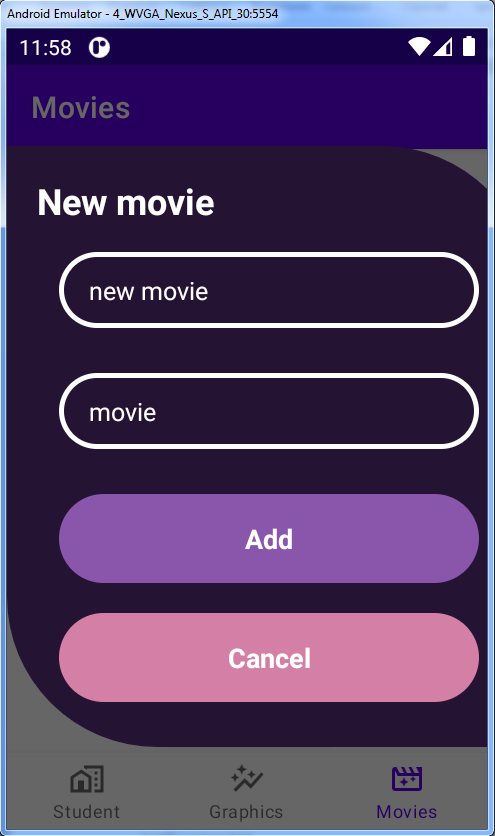 Android Emulator - 4_WVGA_Nexus_S_API_30:5554
11:58
Movies
New movie
new movie
movie
Add
Cancel
Student Graphics Movies